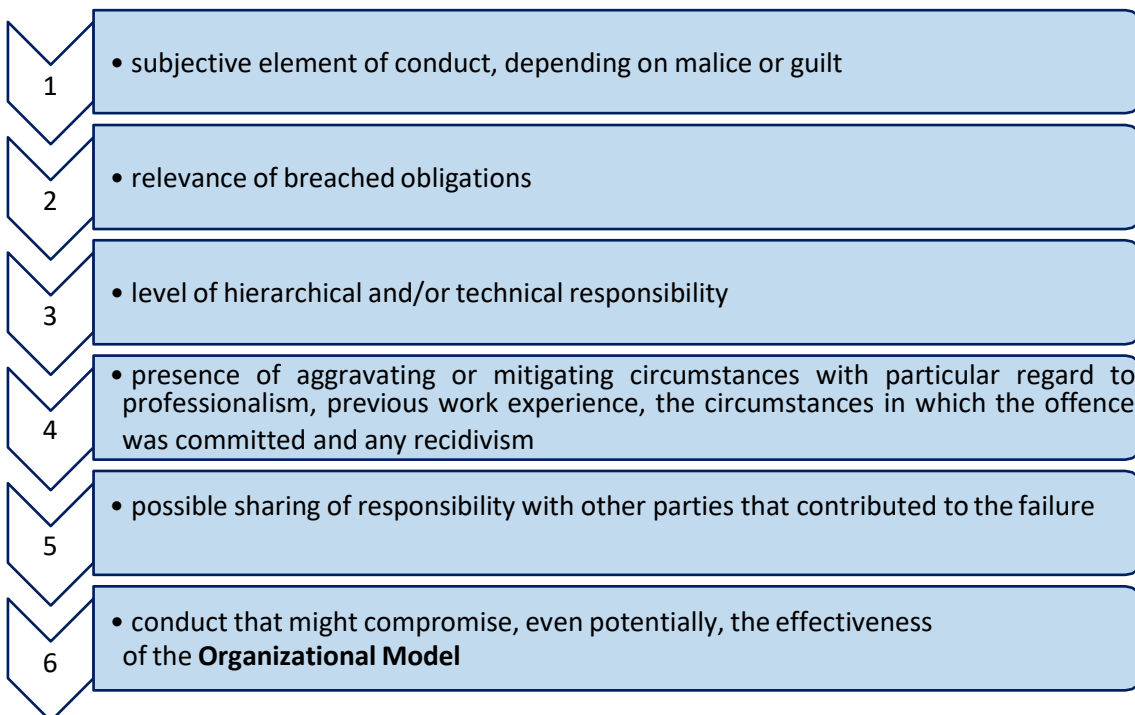 1
• subjective element of conduct, depending on malice or guilt
2
• relevance of breached obligations
3
• level of hierarchical and/or technical responsibility
4
• presence of aggravating or mitigating circumstances with particular regard to
professionalism, previous work experience, the circumstances in which the offence
was committed and any recidivism
5
• possible sharing of responsibility with other parties that contributed to the failure
6
• conduct that might compromise, even potentially, the effectiveness
of the Organizational Model